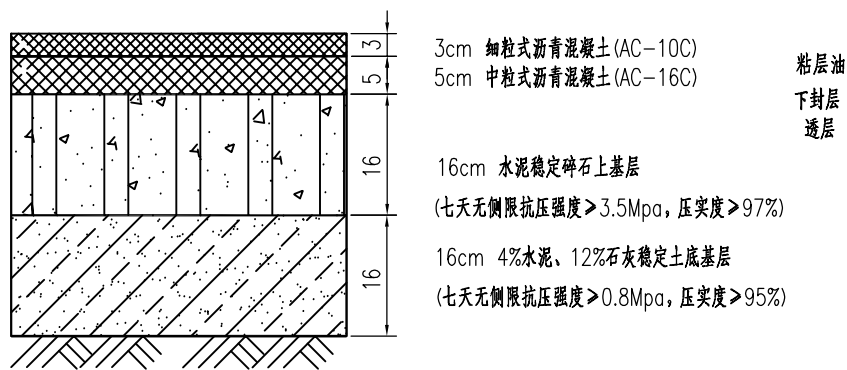 3
3cm 细粒式沥青混凝土(AC-10C)
5
5cm 中粒式沥青混凝土(AC-16C)
粘层油
下封层
透层
16
16cm 水泥稳定碎石上基层
(七天无侧限抗压强度≥3.5Mpa, 压实度≥97%)
16
16cm 4%水泥、12%石灰稳定土底基层
(七天无侧限抗压强度≥0.8Mpa, 压实度≥95%)